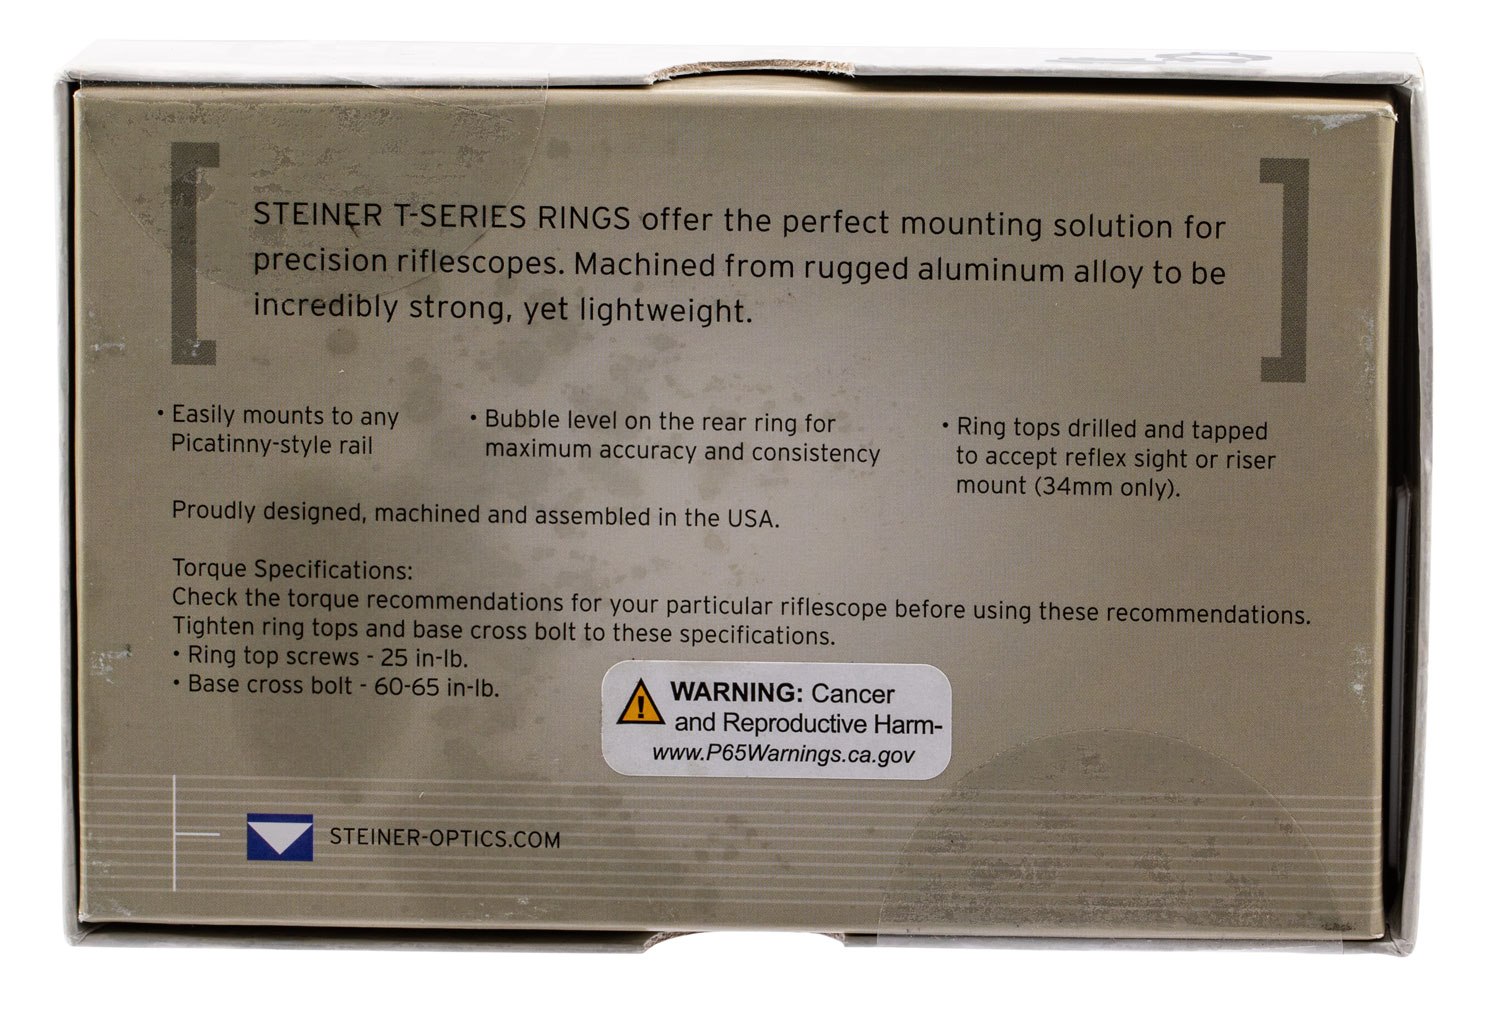 STEINER T-SERIES RINGS offer the perfect mounting solution for
precision riflescopes. Machined from rugged aluminum alloy to be
incredibly strong, yet lightweight.
• Easily mounts to any
Picatinny-style rail
• Bubble level on the rear ring for
maximum accuracy and consistency
• Ring tops drilled and tapped
to accept reflex sight or riser
mount (34mm only).
Proudly designed, machined and assembled in the USA.
Torque Specifications:
Check the torque recommendations for your particular riflescope before using these recommendations.
Tighten ring tops and base cross bolt to these specifications.
• Ring top screws - 25 in-lb.
• Base cross bolt - 60-65 in-lb.
WARNING: Cancer
and Reproductive Harm-
www.P65Warnings.ca.gov
STEINER-OPTICS.COM